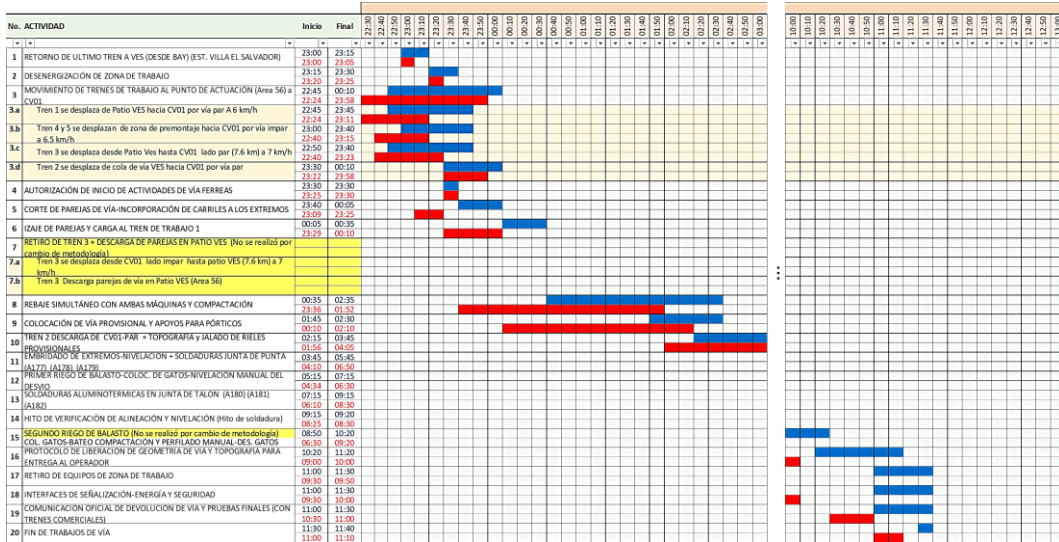 No. ACTIVIDAD Inicio Final 22:30 22:40 22:50 23:00 23:10 23:20 23:30 23:40 23:50 00:00 00:10 00:20 00:30 00:40 00:50 01:00 01:10 01:20 01:30 01:40 01:50 02:00 02:10 02:20 02:30 02:40 02:50 03:00 10:00 10:10 10:20 10:30 10:40 10:50 11:00 11:10 11:20 11:30 11:40 11:50 12:00 12:10 12:20 12:30 12:40 12:50
1 RETORNO DE ULTIMO TREN A VES (DESDE BAY) (EST. VILLA EL SALVADOR) 23:00 23:15
23:00 23:05
2 DESENERGIZACIÓN DE ZONA DE TRABAJO 23:15 23:30
23:20 23:25
3 MOVIMIENTO DE TRENES DE TRABAJO AL PUNTO DE ACTUACIÓN (Area 56) a 22:45 00:10
CV01 22:24 23:58
3.a Tren 1 se desplaza de Patio VES hacia CV01 por vía par A 6 km/h 22:45 23:45
22:24 23:11
3.b Tren 4 y 5 se desplazan de zona de premontaje hacia CV01 por vía impar 23:00 23:40
a 6.5 km/h 22:40 23:15
3.c Tren 3 se desplaza desde Patio Ves hasta CV01 lado par (7.6 km) a 7 km/h 22:50 23:40
22:40 23:23
3.d Tren 2 se desplaza de cola de vía VES hacia CV01 por vía par 23:30 00:10
23:22 23:58
4 AUTORIZACIÓN DE INICIO DE ACTIVIDADES DE VÍA FERREAS 23:30 23:30
23:25 23:30
5 CORTE DE PAREJAS DE VÍA-INCORPORACIÓN DE CARRILES A LOS EXTREMOS 23:40 00:05
23:09 23:25
6 IZAJE DE PAREJAS Y CARGA AL TREN DE TRABAJO 1 00:05 00:35
23:29 00:10
7 RETIRO DE TREN 3 + DESCARGA DE PAREJAS EN PATIO VES (No se realizó por
cambio de metodología)
7.a Tren 3 se desplaza desde CV01 lado impar hasta patio VES (7.6 km) a 7
km/h
7.b Tren 3 Descarga parejas de vía en Patio VES (Area 56)
8 REBAJE SIMULTÁNEO CON AMBAS MÁQUINAS Y COMPACTACIÓN 00:35 02:35
23:36 01:52
9 COLOCACIÓN DE VÍA PROVISIONAL Y APOYOS PARA PÓRTICOS 01:45 02:30
00:10 02:10
10 TREN 2 DESCARGA DE CV01-PAR + TOPOGRAFIA y JALADO DE RIELES 02:15 03:45
PROVISIONALES 01:56 04:05
11 EMBRIDADO DE EXTREMOS-NIVELACION + SOLDADURAS JUNTA DE PUNTA 03:45 05:45
(A177) (A178) (A179) 04:10 06:50
12 PRIMER RIEGO DE BALASTO-COLOC. DE GATOS-NIVELACIÓN MANUAL DEL 05:15 07:15
DESVIO 04:34 06:30
13 SOLDADURAS ALUMINOTERMICAS EN JUNTA DE TALON (A180) (A181) 07:15 09:15
(A182) 06:10 08:30
14 HITO DE VERIFICACIÓN DE ALINEACIÓN Y NIVELACIÓN (Hito de soldadura) 09:15 09:20
08:25 08:30
15 SEGUNDO RIEGO DE BALASTO (No se realizó por cambio de metodología) 08:50 10:20
COL. GATOS-BATEO COMPACTACIÓN Y PERFILADO MANUAL-DES. GATOS 06:30 09:20
16 PROTOCOLO DE LIBERACIÓN DE GEOMETRIA DE VIA Y TOPOGRAFIA PARA 10:20 11:20
ENTREGA AL OPERADOR 09:00 10:00
17 RETIRO DE EQUIPOS DE ZONA DE TRABAJO 11:00 11:30
09:30 09:50
18 INTERFACES DE SEÑALIZACIÓN-ENERGÍA Y SEGURIDAD 11:00 11:30
09:30 10:00
19 COMUNICACION OFICIAL DE DEVOLUCION DE VIA Y PRUEBAS FINALES (CON 11:00 11:30
TRENES COMERCIALES) 10:30 11:00
20 FIN DE TRABAJOS DE VÍA 11:30 11:40
11:00 11:10